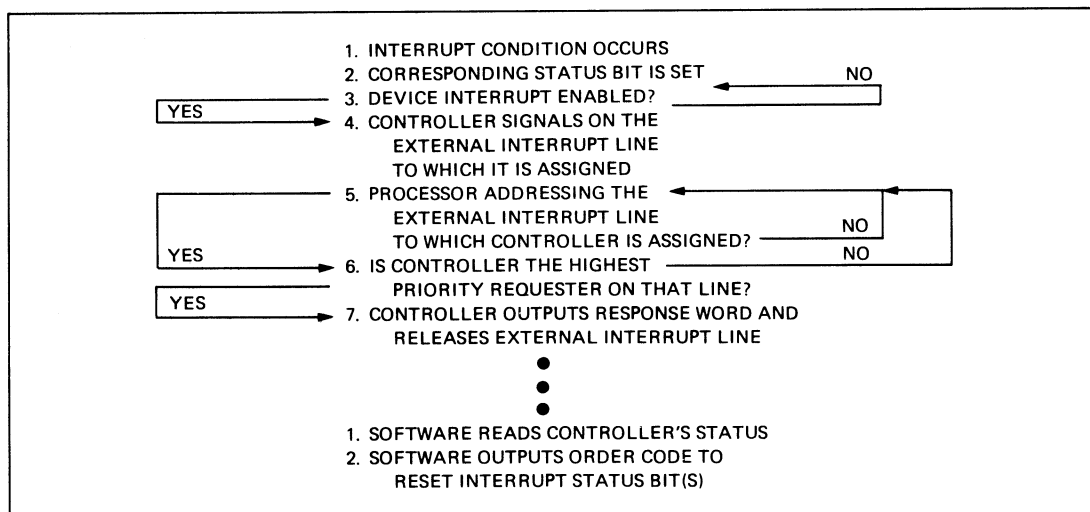 1. INTERRUPT CONDITION OCCURS
2. CORRESPONDING STATUS BIT IS SET
NO
3. DEVICE INTERRUPT ENABLED?
YES
4. CONTROLLER SIGNALS ON THE
EXTERNAL INTERRUPT LINE
TO WHICH IT IS ASSIGNED
5. PROCESSOR ADDRESSING THE
EXTERNAL INTERRUPT LINE
TO WHICH CONTROLLER IS ASSIGNED?
NO
YES
6. IS CONTROLLER THE HIGHEST
NO
PRIORITY REQUESTER ON THAT LINE?
YES
7. CONTROLLER OUTPUTS RESPONSE WORD AND
RELEASES EXTERNAL INTERRUPT LINE
1. SOFTWARE READS CONTROLLER'S STATUS
2. SOFTWARE OUTPUTS ORDER CODE TO
RESET INTERRUPT STATUS BIT(S)